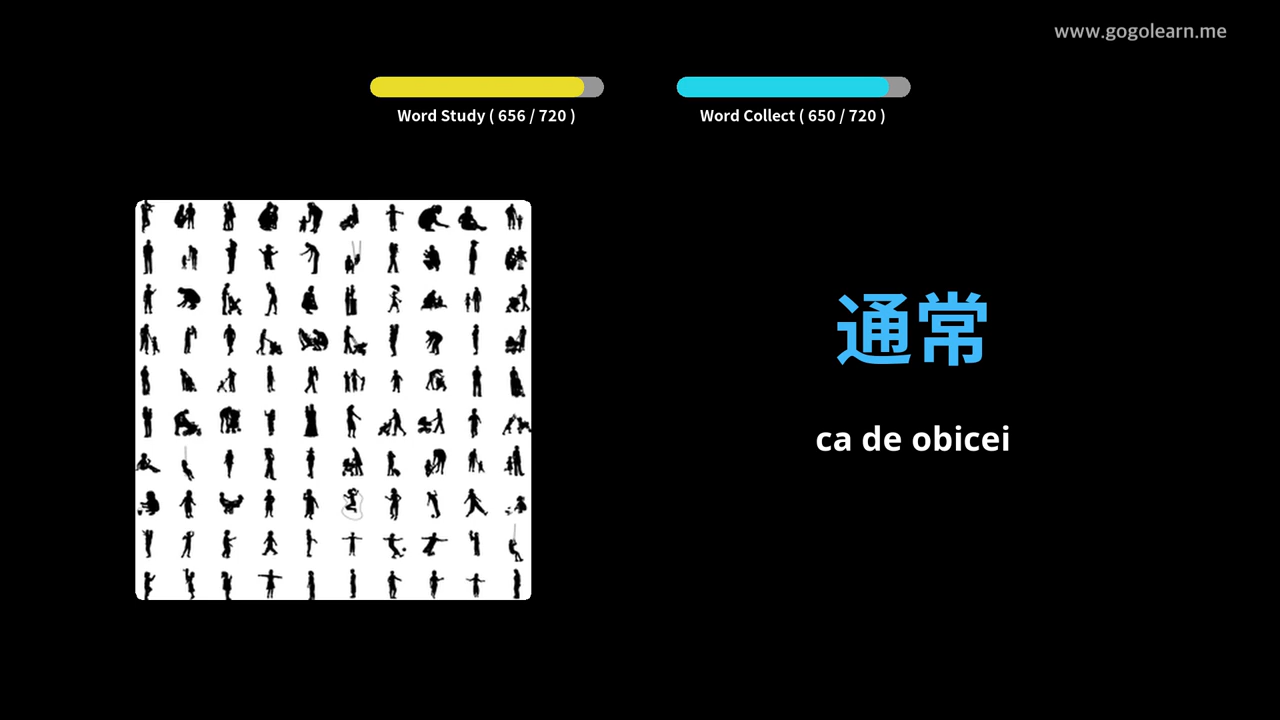 www.gogolearn.me
Word Study ( 656 / 720 )
Word Collect ( 650 / 720 )
通常
ca de obicei